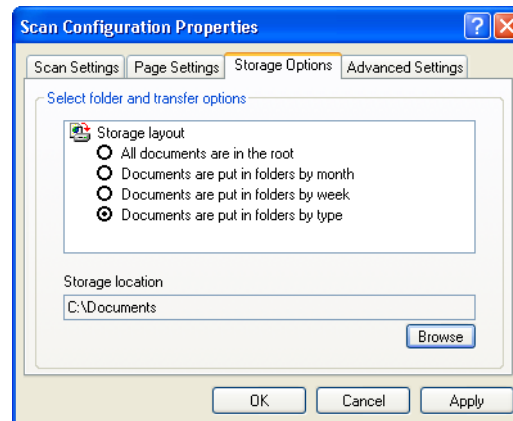 Scan Configuration Properties
Scan Settings Page Settings Storage Options Advanced Settings
Select folder and transfer options
Storage layout
All documents are in the root
Documents are put in folders by month
Documents are put in folders by week
Documents are put in folders by type
Storage location
C:\Documents
Browse
OK Cancel Apply